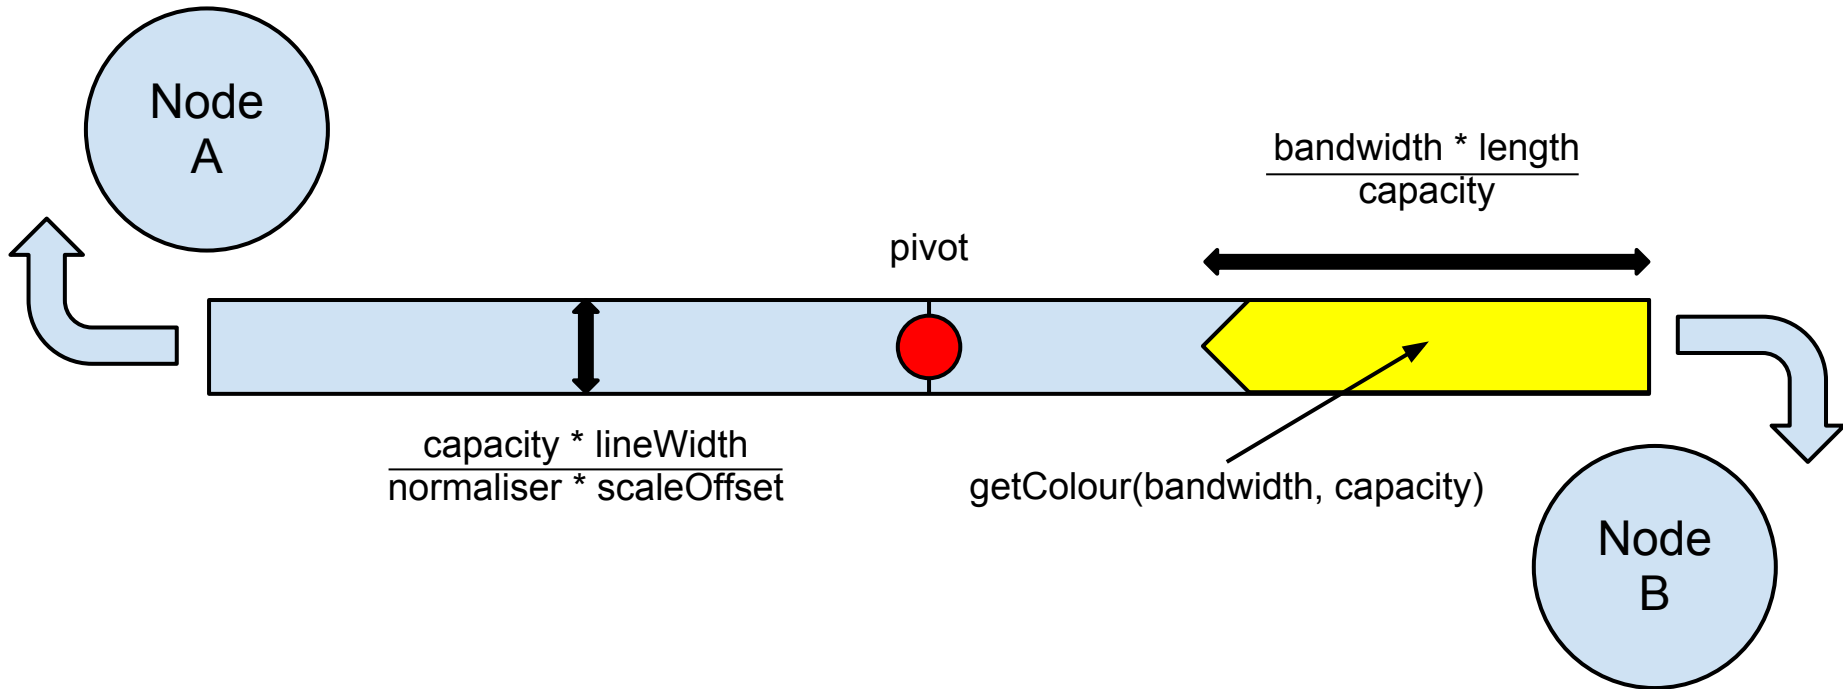 Node
A
bandwidth * length
capacity
pivot
capacity * lineWidth
normaliser * scaleOffset
getColour(bandwidth, capacity)
Node
B